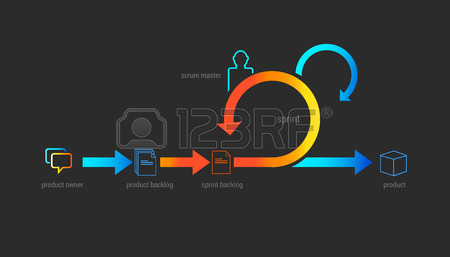 scrum master
sprint
123RF®
product owner
product backlog
sprint backlog
product